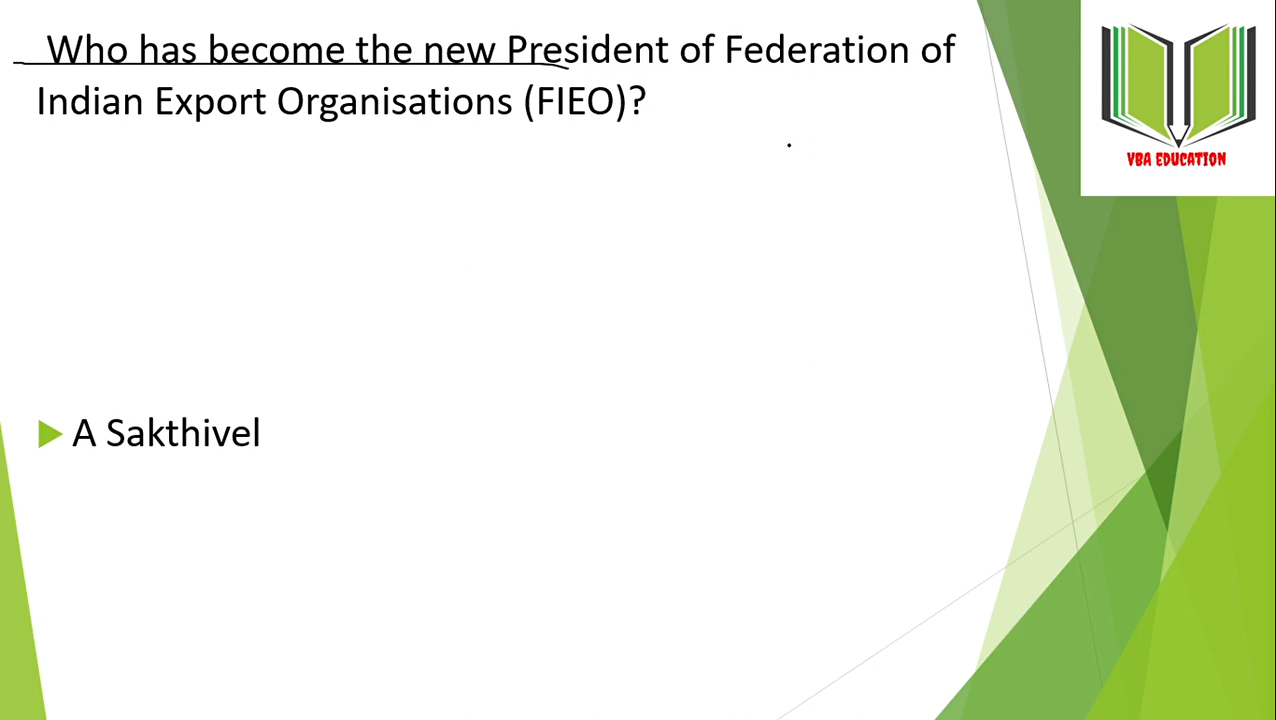 Who has become the new President of Federation of
Indian Export Organisations (FIEO)?
VBA EDUCATION
A Sakthivel